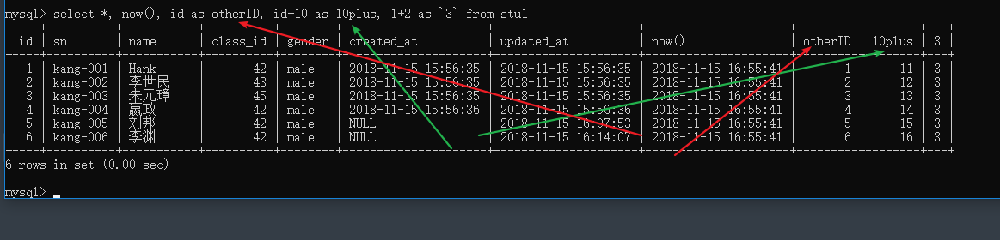 mysql> select *, now(), id as otherID, id+10 as 10plus, 1+2 as `3` from stu1;
| id | sn | name | class_id | gender | created_at | updated_at | now() | otherID | 10plus | 3 |
| 1 | kang-001 | Hank | 42 | male | 2018-11-15 15:56:35 | 2018-11-15 15:56:35 | 2018-11-15 16:55:41 | 1 | 11 | 3 |
| 2 | kang-002 | 李世民 | 43 | male | 2018-11-15 15:56:35 | 2018-11-15 15:56:35 | 2018-11-15 16:55:41 | 2 | 12 | 3 |
| 3 | kang-003 | 朱元璋 | 45 | male | 2018-11-15 15:56:35 | 2018-11-15 15:56:35 | 2018-11-15 16:55:41 | 3 | 13 | 3 |
| 4 | kang-004 | 嬴政 | 42 | male | 2018-11-15 15:56:36 | 2018-11-15 15:56:36 | 2018-11-15 16:55:41 | 4 | 14 | 3 |
| 5 | kang-005 | 刘邦 | 42 | male | NULL | 2018-11-15 16:07:53 | 2018-11-15 16:55:41 | 5 | 15 | 3 |
| 6 | kang-006 | 李渊 | 42 | male | NULL | 2018-11-15 16:14:07 | 2018-11-15 16:55:41 | 6 | 16 | 3 |
6 rows in set (0.00 sec)
mysql>